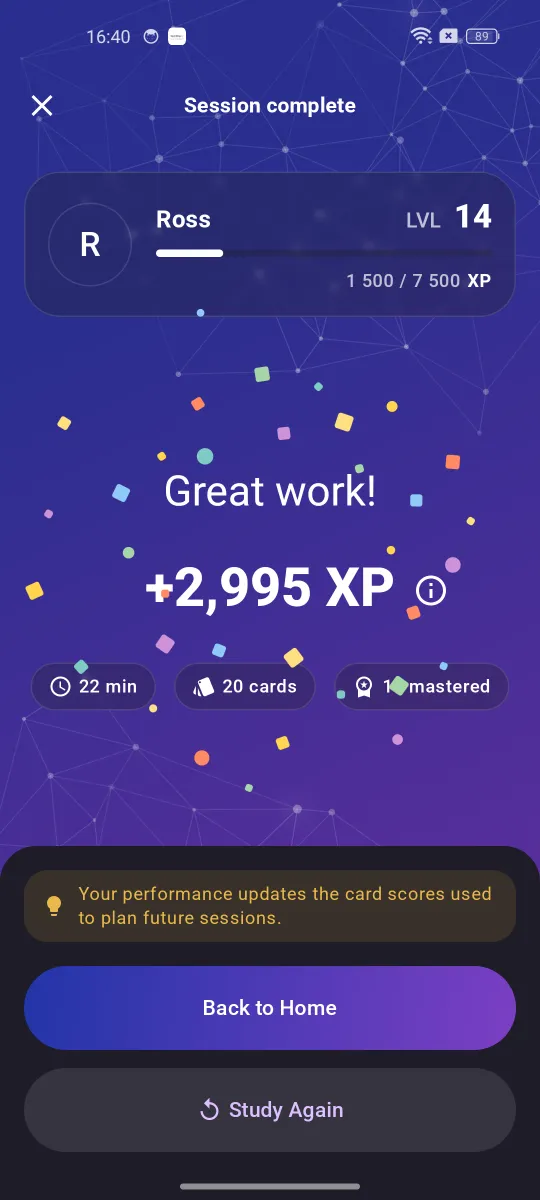 16:40
89
Session complete
R
Ross
LVL 14
1 500 / 7 500 XP
Great work!
+2,995 XP
22 min
20 cards
mastered
Your performance updates the card scores used
to plan future sessions.
Back to Home
Study Again